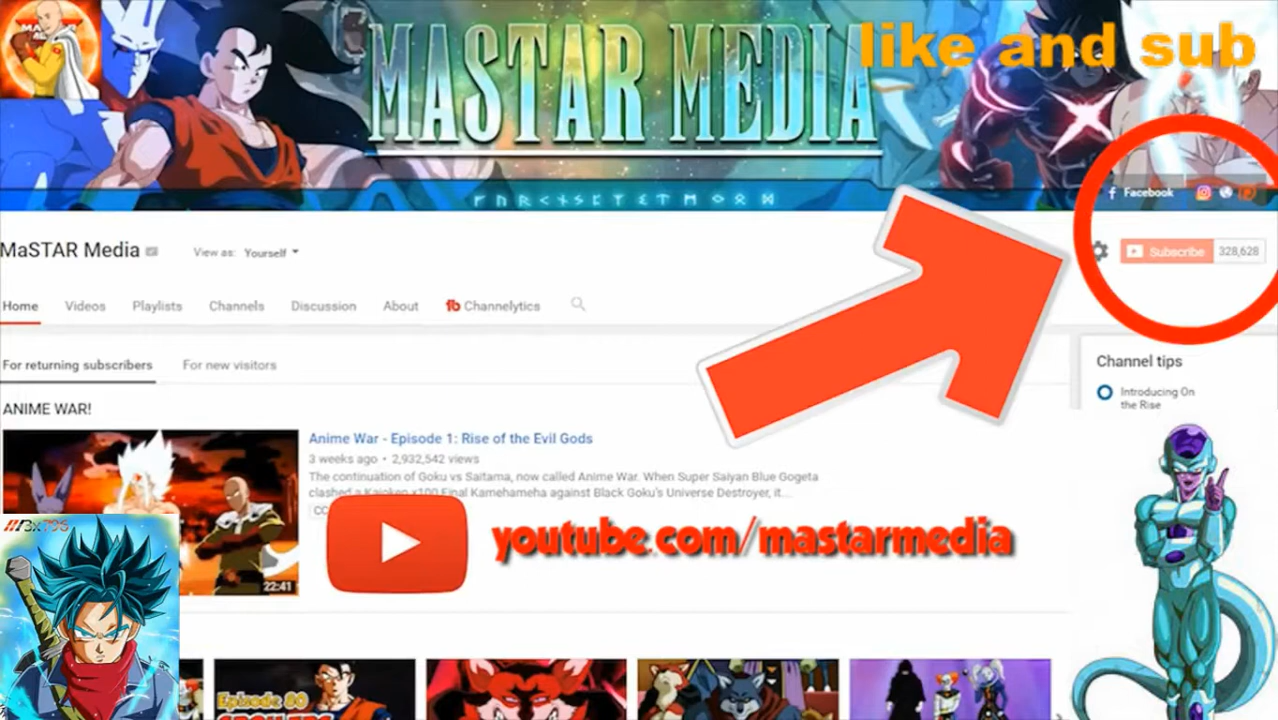 MASTAR MEDIA
like and sub
Facebook
MaSTAR Media
View as: Yourself
Subscribe 328,628
Home Videos Playlists Channels Discussion About Channelytics
For returning subscribers For new visitors
Channel tips
Introducing On
the Rise
ANIME WAR!
Anime War - Episode 1: Rise of the Evil Gods
3 weeks ago • 2,932,542 views
The continuation of Goku vs Saitama, now called Anime War. When Super Saiyan Blue Gogeta
clashed a Kaioken x100 Final Kamehameha against Black Goku's Universe Destroyer, it...
CC
22:41
youtube.com/mastarmedia
Episode 80
SPOILERS